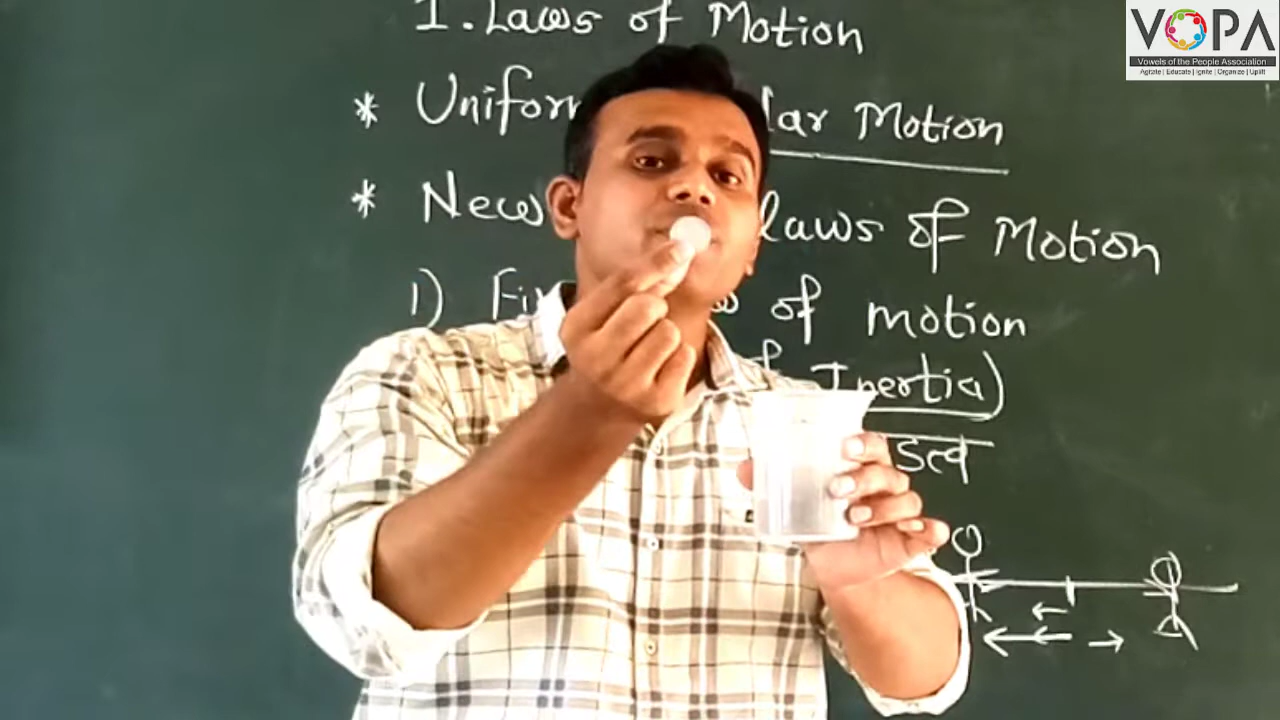 1. Laws of Motion
* Unifor lar Motion
* New laws of Motion
1) Fi of motion
Inertia)
VOPA
Vowels of the People Association
Agitate | Educate | Ignite | Organize | Uplift